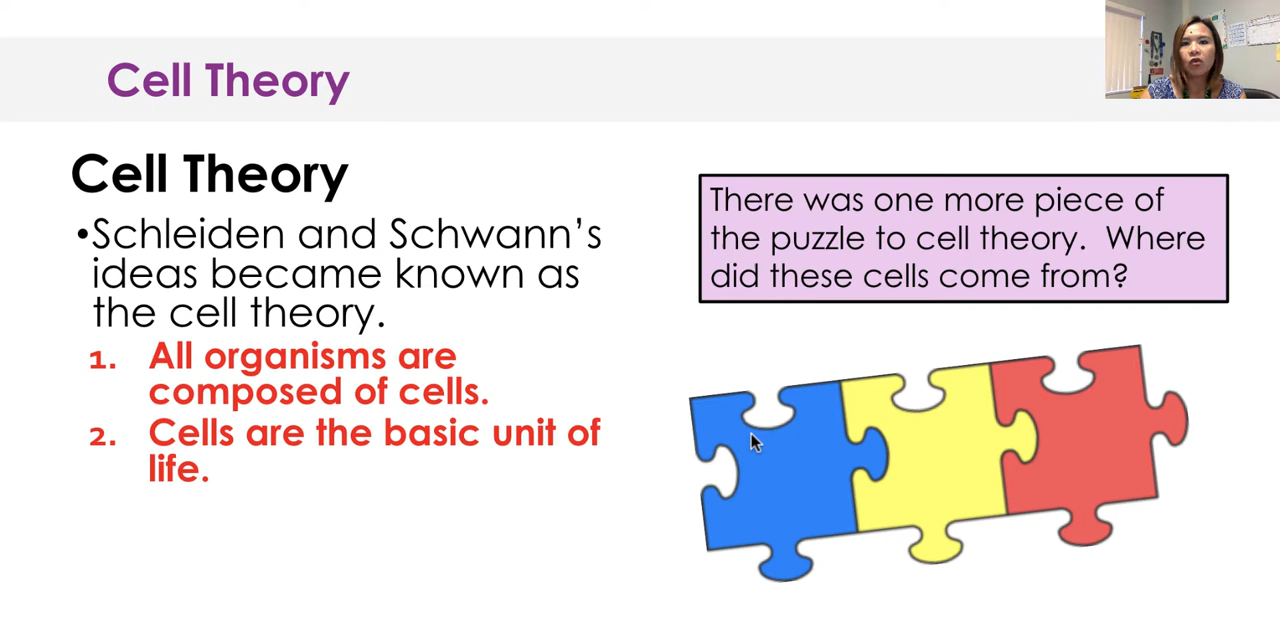 Cell Theory
Cell Theory
•Schleiden and Schwann's
ideas became known as
the cell theory.
1. All organisms are
composed of cells.
2. Cells are the basic unit of
life.
There was one more piece of
the puzzle to cell theory.  Where
did these cells come from?